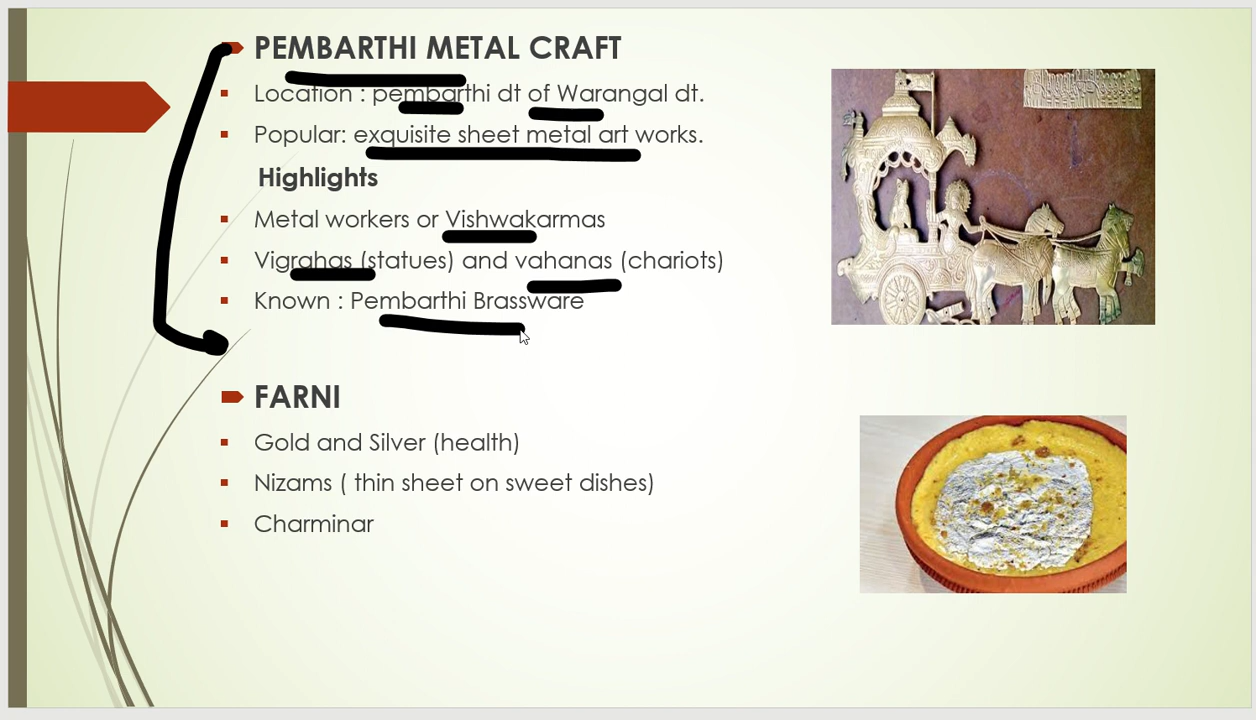 PEMBARTHI METAL CRAFT
Location : pembarthi dt of Warangal dt.
Popular: exquisite sheet metal art works.
Highlights
Metal workers or Vishwakarmas
Vigrahas (statues) and vahanas (chariots)
Known : Pembarthi Brassware
FARNI
Gold and Silver (health)
Nizams ( thin sheet on sweet dishes)
Charminar